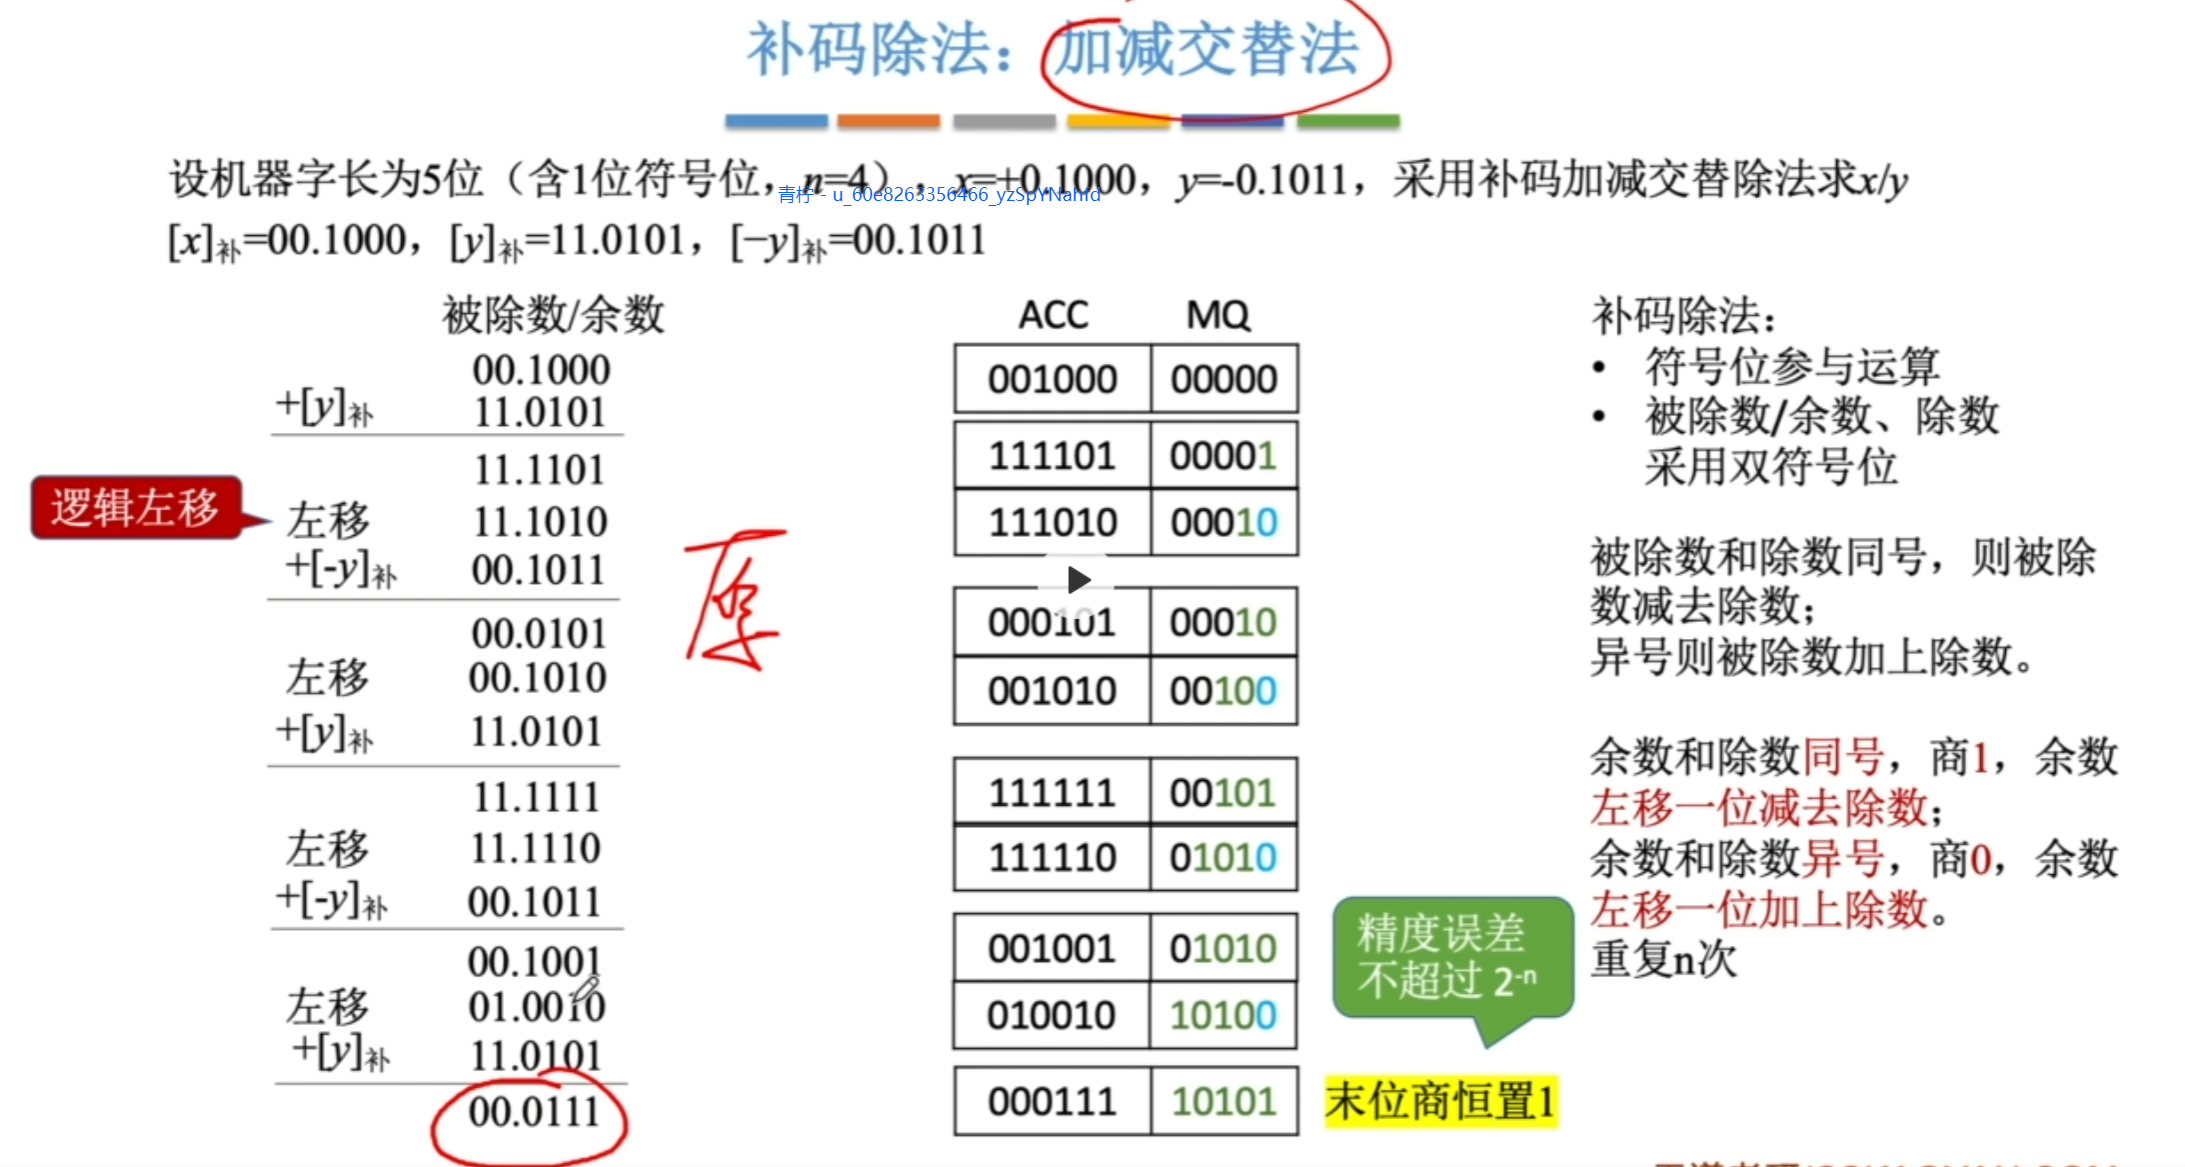 补码除法：加减交替法
设机器字长为5位（含1位符号位，n=4），x=+0.1000，y=-0.1011，采用补码加减交替除法求x/y
青柠 - u_60e8263356466_yzSpYNahfd
[x]补=00.1000，[y]补=11.0101，[−y]补=00.1011
被除数/余数
00.1000
+[y]补 11.0101
11.1101
逻辑左移
左移 11.1010
+[-y]补 00.1011
00.0101
左移 00.1010
+[y]补 11.0101
11.1111
左移 11.1110
+[-y]补 00.1011
00.1001
左移 01.0010
+[y]补 11.0101
00.0111
ACC MQ
001000 00000
111101 00001
111010 00010
000101 00010
001010 00100
111111 00101
111110 01010
001001 01010
010010 10100
000111 10101
精度误差
不超过 2-n
末位商恒置1
补码除法：
• 符号位参与运算
• 被除数/余数、除数
采用双符号位
被除数和除数同号，则被除
数减去除数；
异号则被除数加上除数。
余数和除数同号，商1，余数
左移一位减去除数；
余数和除数异号，商0，余数
左移一位加上除数。
重复n次